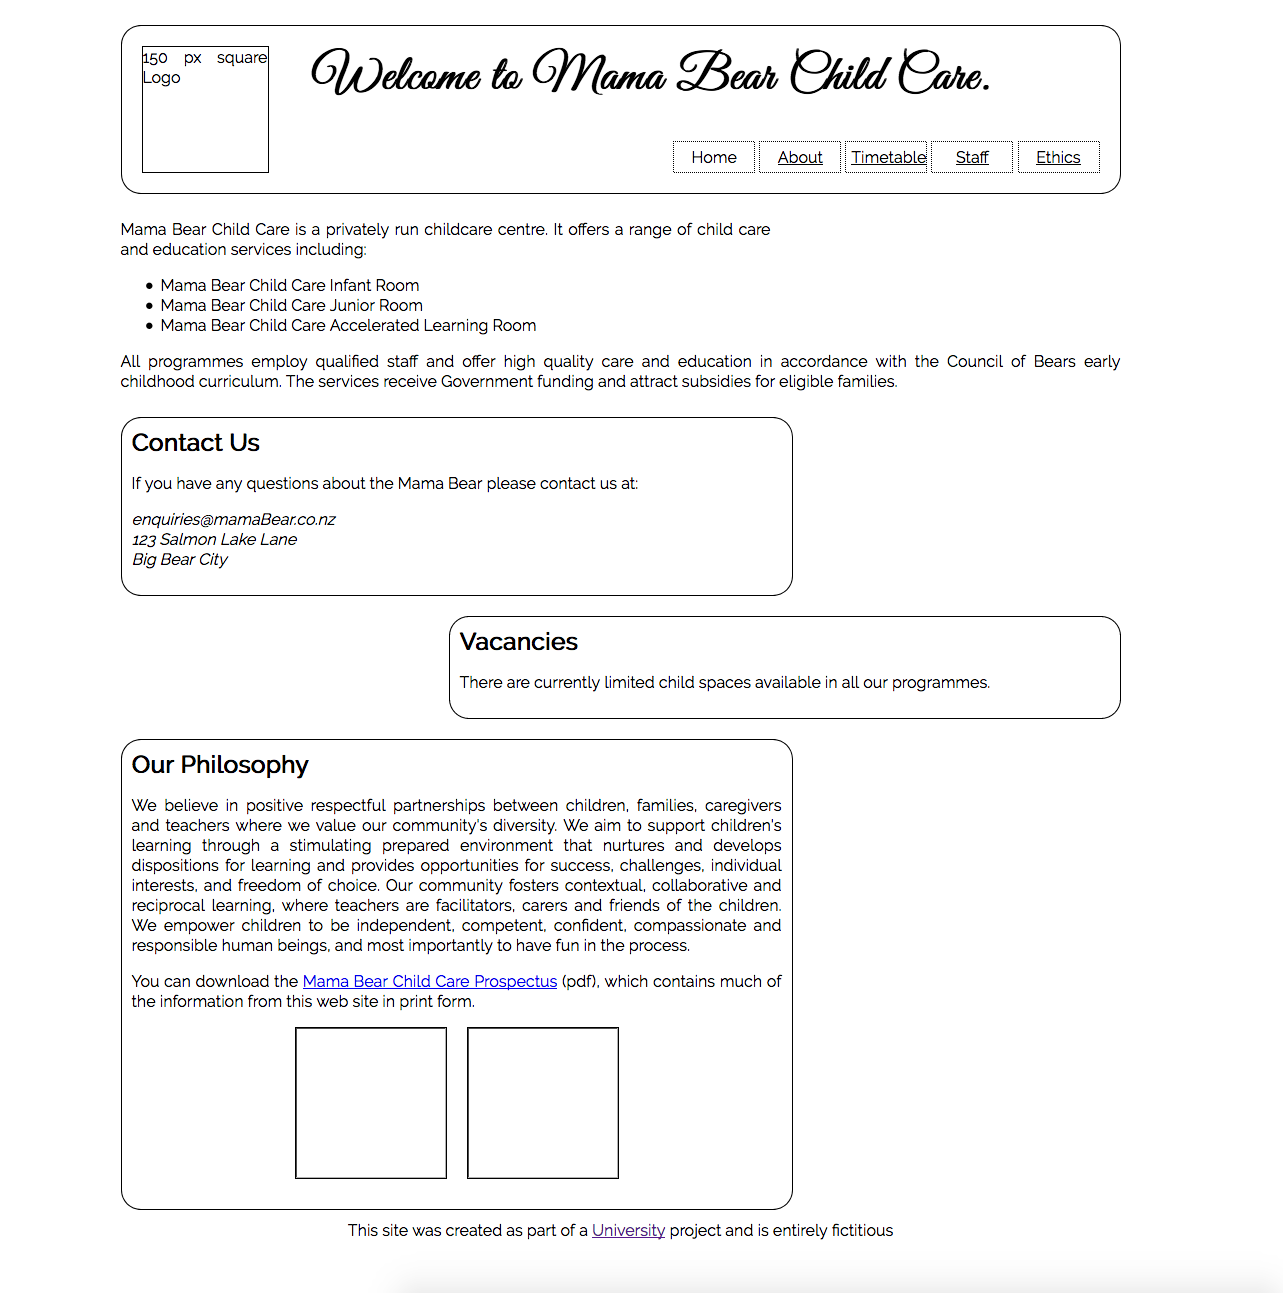 150 px square
Logo
Welcome to Mama Bear Child Care.
Home About Timetable Staff Ethics
Mama Bear Child Care is a privately run childcare centre. It offers a range of child care
and education services including:
• Mama Bear Child Care Infant Room
• Mama Bear Child Care Junior Room
• Mama Bear Child Care Accelerated Learning Room
All programmes employ qualified staff and offer high quality care and education in accordance with the Council of Bears early
childhood curriculum. The services receive Government funding and attract subsidies for eligible families.
Contact Us
If you have any questions about the Mama Bear please contact us at:
enquiries@mamaBear.co.nz
123 Salmon Lake Lane
Big Bear City
Vacancies
There are currently limited child spaces available in all our programmes.
Our Philosophy
We believe in positive respectful partnerships between children, families, caregivers
and teachers where we value our community's diversity. We aim to support children's
learning through a stimulating prepared environment that nurtures and develops
dispositions for learning and provides opportunities for success, challenges, individual
interests, and freedom of choice. Our community fosters contextual, collaborative and
reciprocal learning, where teachers are facilitators, carers and friends of the children.
We empower children to be independent, competent, confident, compassionate and
responsible human beings, and most importantly to have fun in the process.
You can download the Mama Bear Child Care Prospectus (pdf), which contains much of
the information from this web site in print form.
This site was created as part of a University project and is entirely fictitious